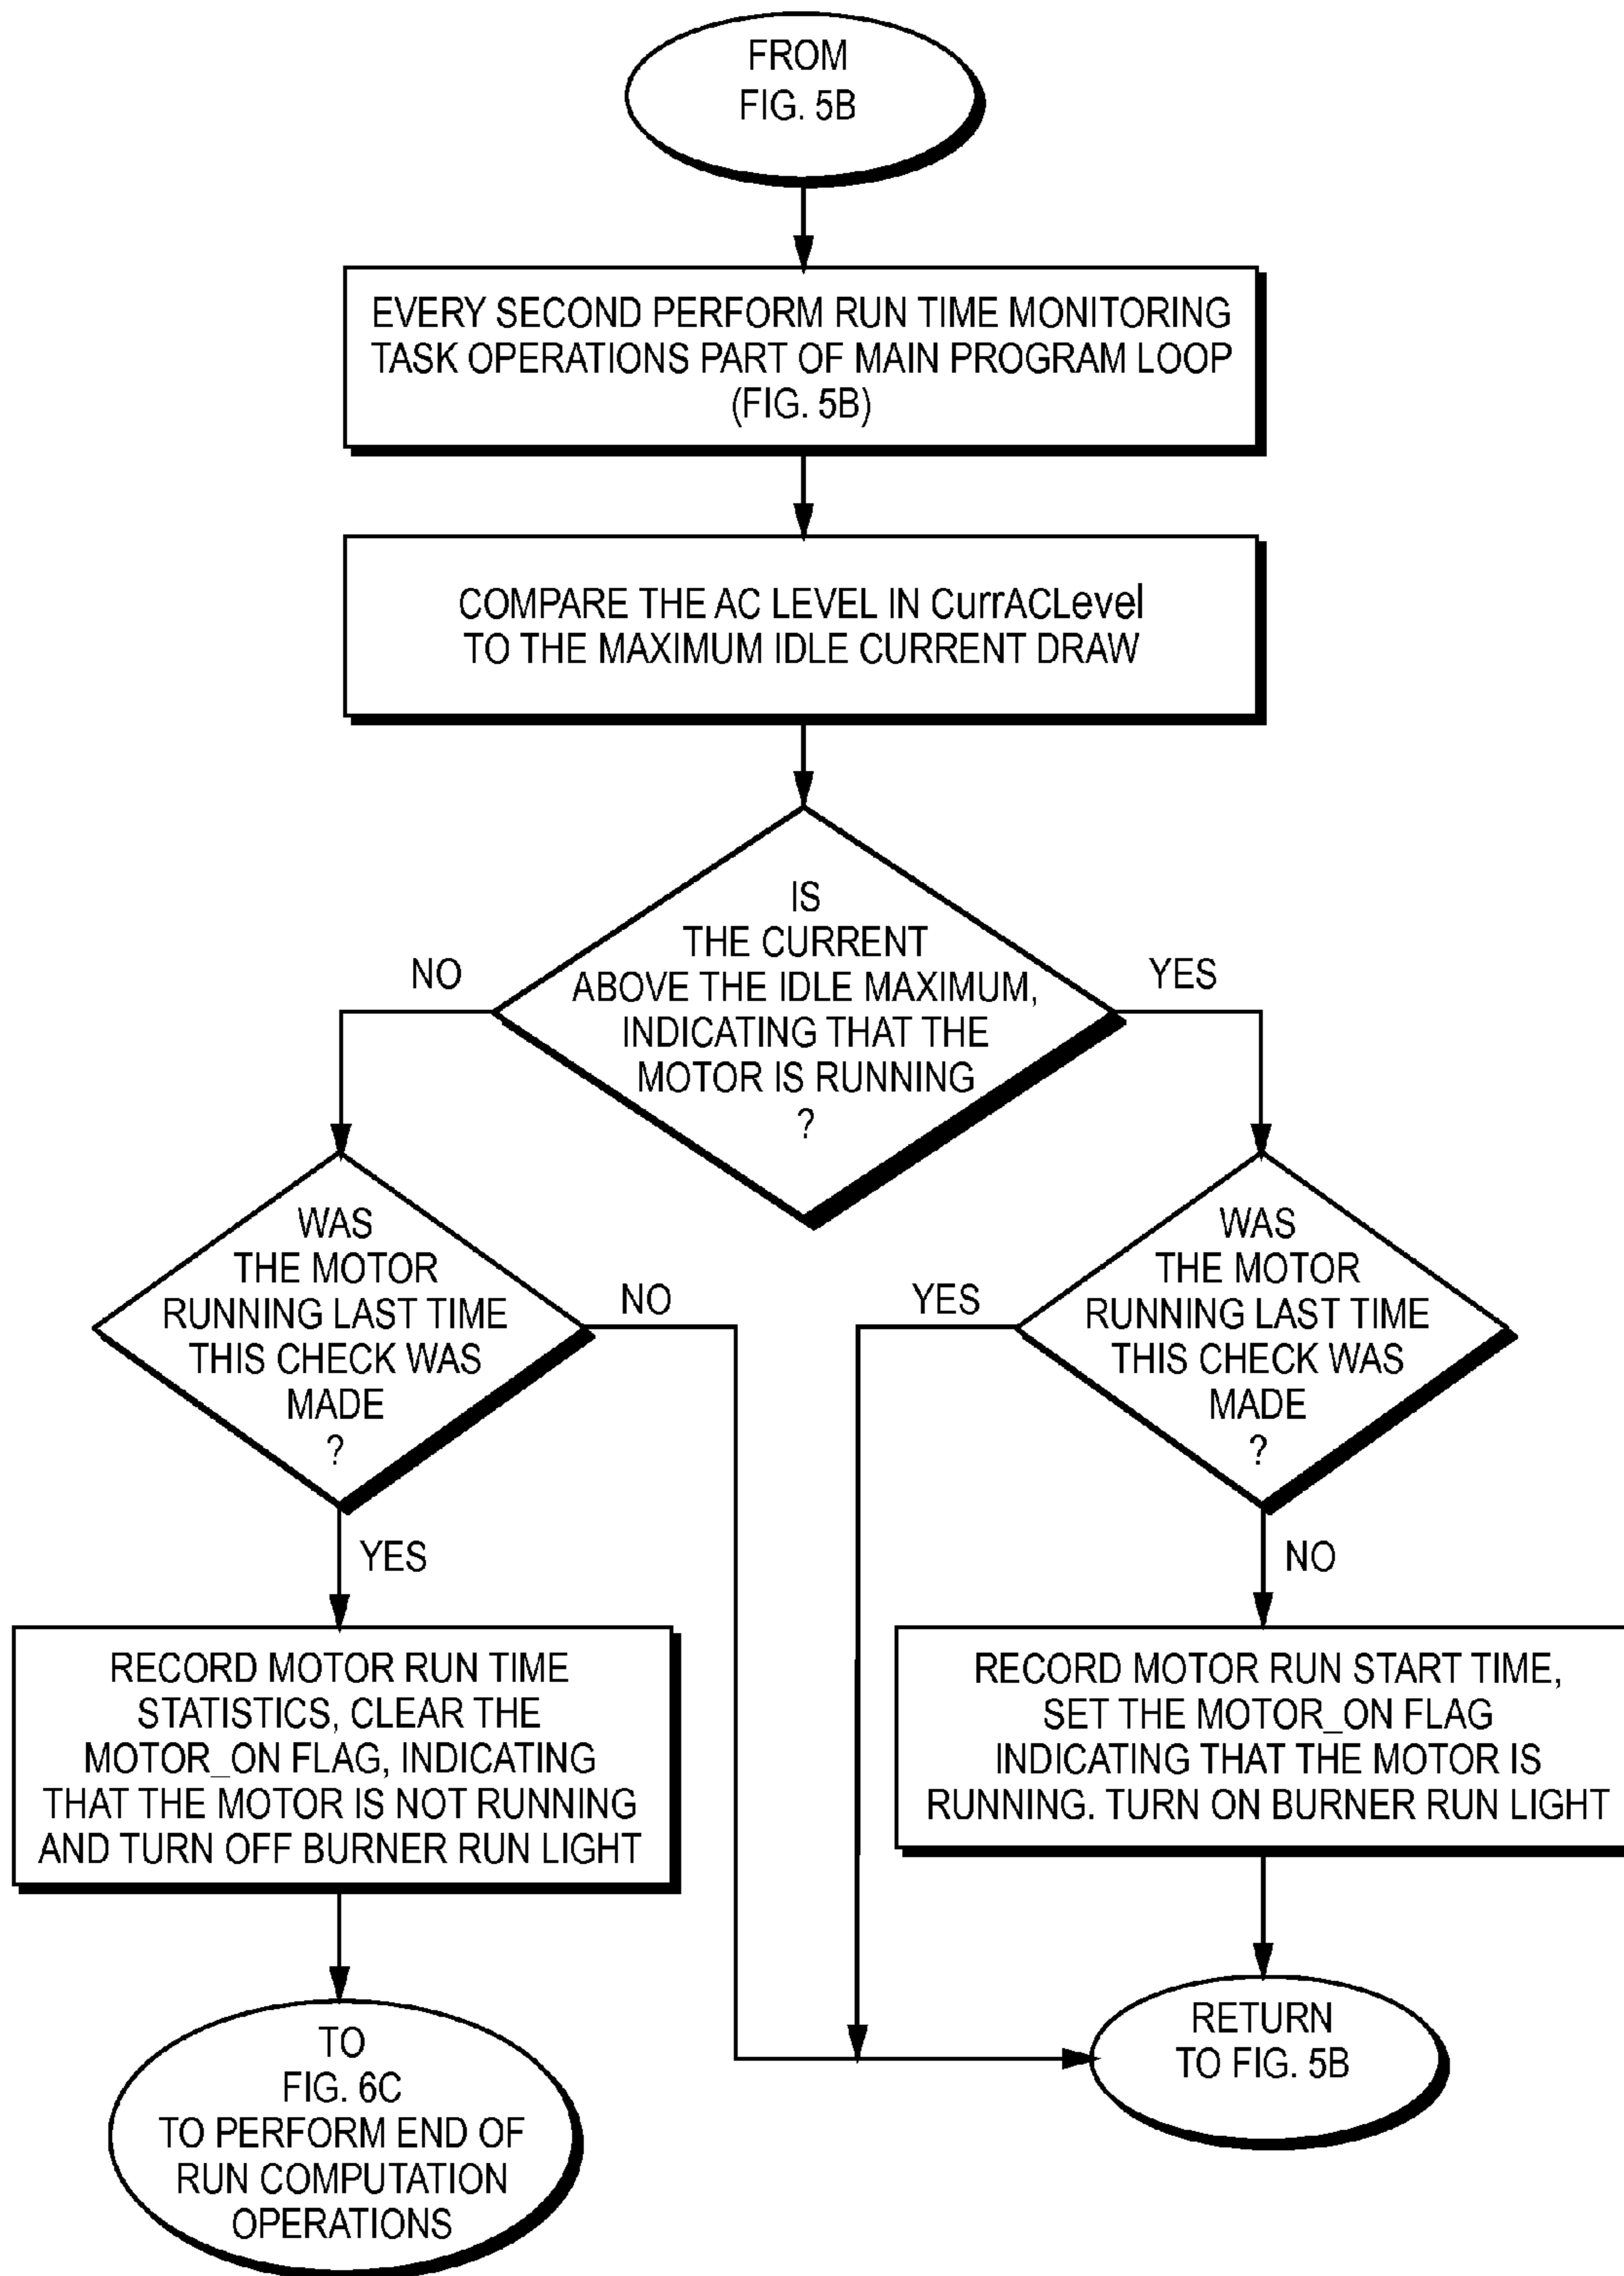 FROM
FIG. 5B
EVERY SECOND PERFORM RUN TIME MONITORING
TASK OPERATIONS PART OF MAIN PROGRAM LOOP
(FIG. 5B)
COMPARE THE AC LEVEL IN CurrACLevel
TO THE MAXIMUM IDLE CURRENT DRAW
IS
THE CURRENT
ABOVE THE IDLE MAXIMUM,
INDICATING THAT THE
MOTOR IS RUNNING
?
NO
YES
WAS
THE MOTOR
RUNNING LAST TIME
THIS CHECK WAS
MADE
?
NO
YES
WAS
THE MOTOR
RUNNING LAST TIME
THIS CHECK WAS
MADE
?
YES
NO
RECORD MOTOR RUN TIME
STATISTICS, CLEAR THE
MOTOR_ON FLAG, INDICATING
THAT THE MOTOR IS NOT RUNNING
AND TURN OFF BURNER RUN LIGHT
RECORD MOTOR RUN START TIME,
SET THE MOTOR_ON FLAG
INDICATING THAT THE MOTOR IS
RUNNING. TURN ON BURNER RUN LIGHT
TO
FIG. 6C
TO PERFORM END OF
RUN COMPUTATION
OPERATIONS
RETURN
TO FIG. 5B